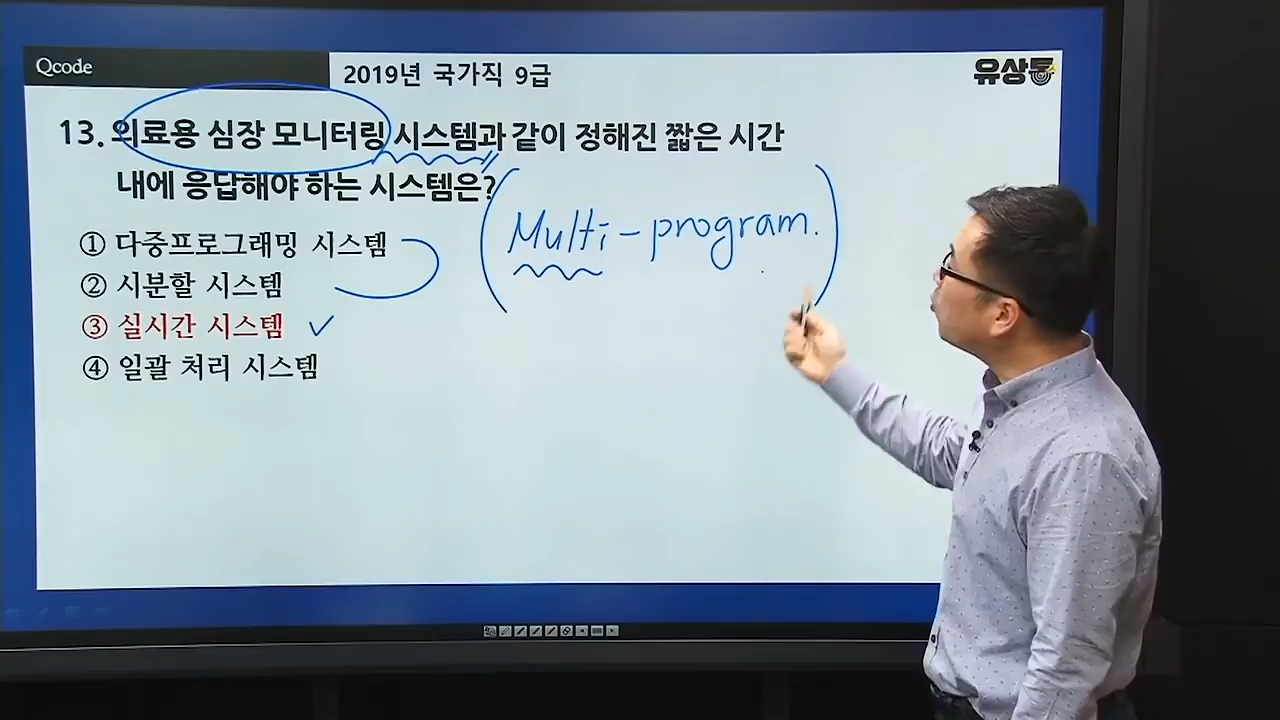 Qcode
2019년 국가직 9급
유상통
13. 의료용 심장 모니터링 시스템과 같이 정해진 짧은 시간
내에 응답해야 하는 시스템은?
① 다중프로그래밍 시스템
② 시분할 시스템
③ 실시간 시스템
④ 일괄 처리 시스템
(Multi-program.)